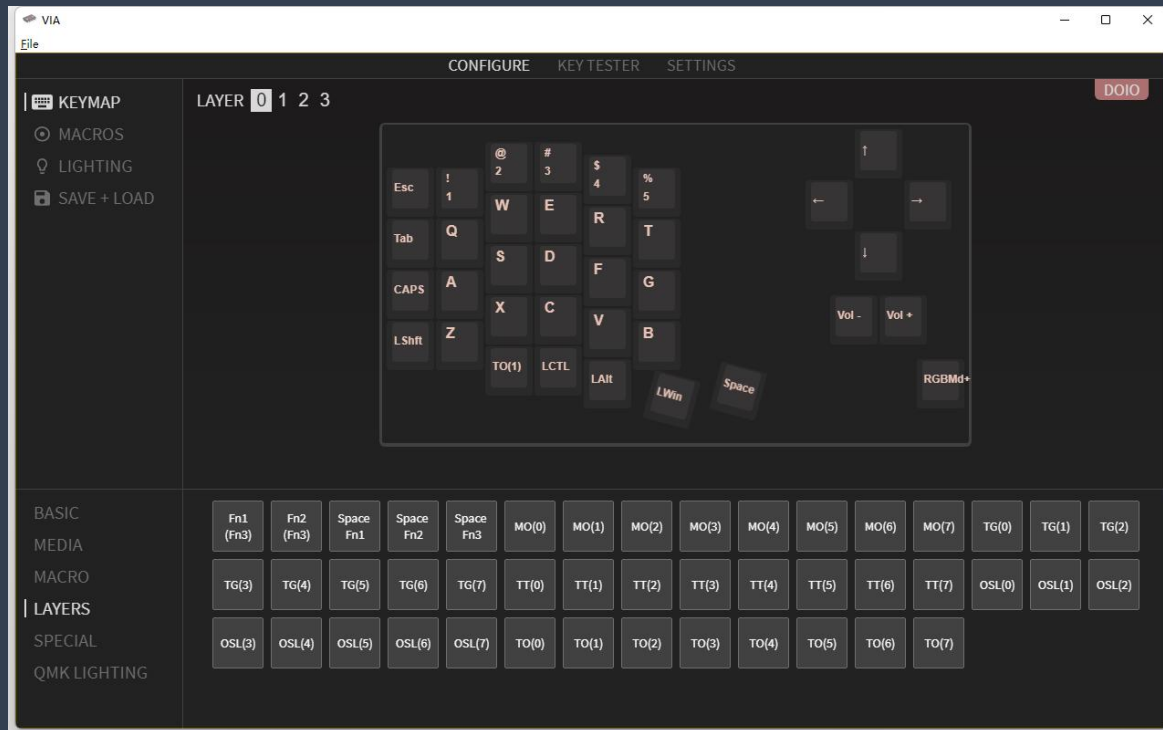 VIA
File
CONFIGURE KEY TESTER SETTINGS
KEYMAP
MACROS
LIGHTING
SAVE + LOAD
LAYER 0 1 2 3
DOIO
@ # ↑
2 3
! $ %
Esc 1 4 5
W E ← →
Tab Q R T
S D ↓
CAPS A F G
X C Vol - Vol +
LShft Z V B
TO(1) LCTL LAlt LWin Space RGBMd+
BASIC
MEDIA
MACRO
LAYERS
SPECIAL
QMK LIGHTING
Fn1 (Fn3) Fn2 (Fn3) Space Fn1 Space Fn2 Space Fn3 MO(0) MO(1) MO(2) MO(3) MO(4) MO(5) MO(6) MO(7) TG(0) TG(1) TG(2)
TG(3) TG(4) TG(5) TG(6) TG(7) TT(0) TT(1) TT(2) TT(3) TT(4) TT(5) TT(6) TT(7) OSL(0) OSL(1) OSL(2)
OSL(3) OSL(4) OSL(5) OSL(6) OSL(7) TO(0) TO(1) TO(2) TO(3) TO(4) TO(5) TO(6) TO(7)